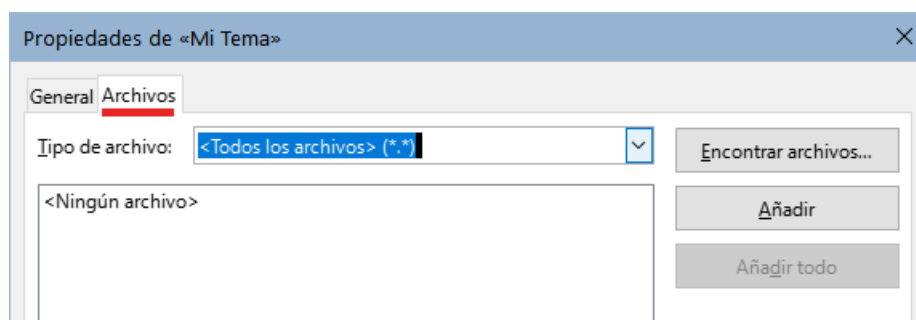 Propiedades de «Mi Tema»
General Archivos
Tipo de archivo: <Todos los archivos> (*.*)
Encontrar archivos...
<Ningún archivo>
Añadir
Añadir todo